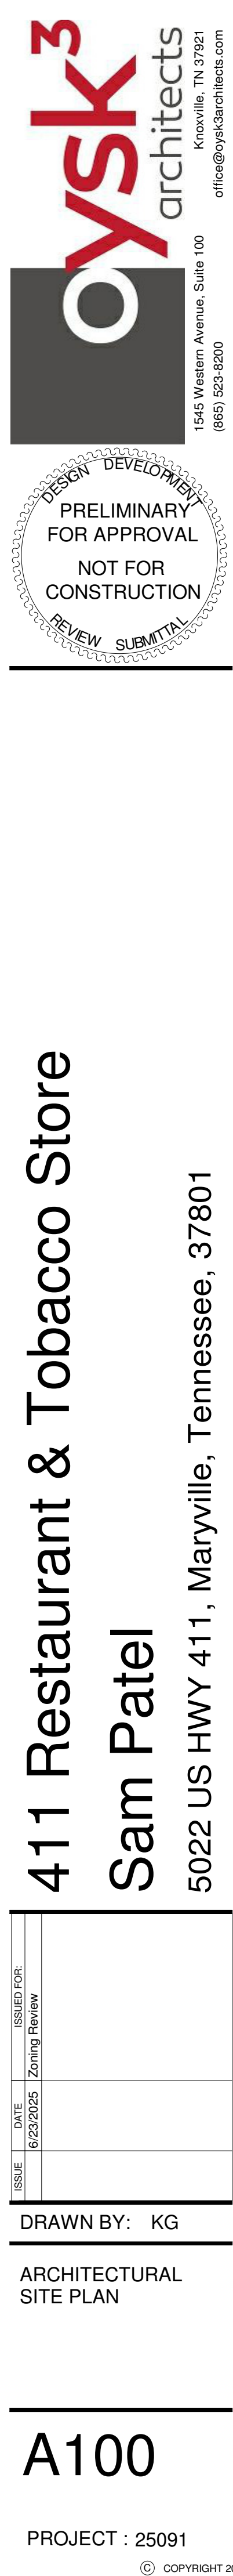 oysk3
architects
1545 Western Avenue, Suite 100 Knoxville, TN 37921
(865) 523-8200 office@oysk3architects.com
DESIGN DEVELOPMENT
PRELIMINARY
FOR APPROVAL
NOT FOR
CONSTRUCTION
REVIEW SUBMITTAL
411 Restaurant & Tobacco Store
Sam Patel
5022 US HWY 411, Maryville, Tennessee, 37801
ISSUE DATE ISSUED FOR:
6/23/2025 Zoning Review
DRAWN BY: KG
ARCHITECTURAL
SITE PLAN
A100
PROJECT : 25091
© COPYRIGHT